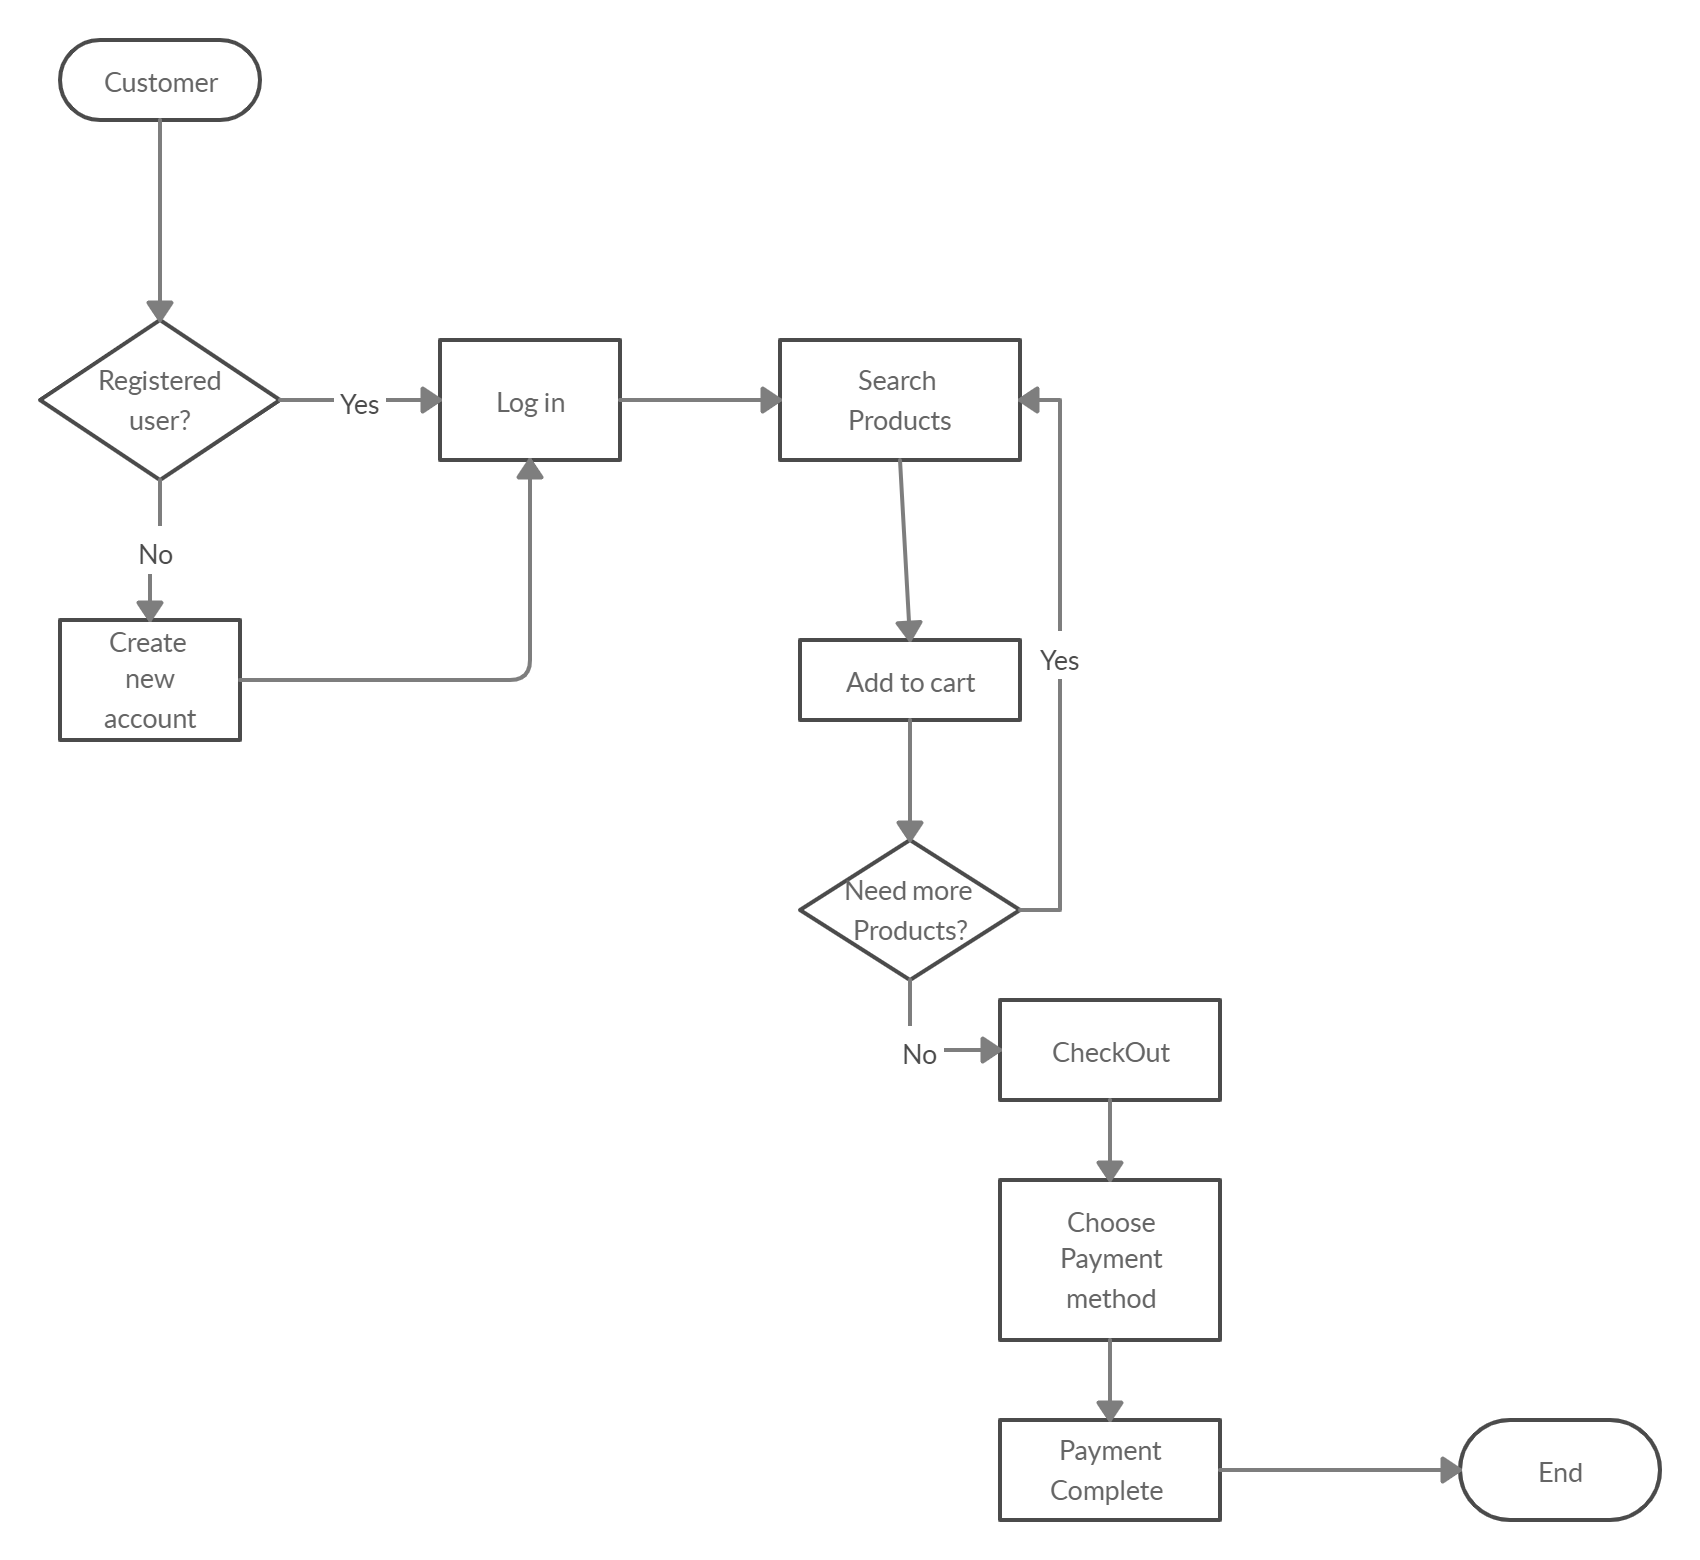 Customer
Registered
user?
Yes
Log in
Search
Products
No
Create
new
account
Add to cart
Yes
Need more
Products?
No
CheckOut
Choose
Payment
method
Payment
Complete
End